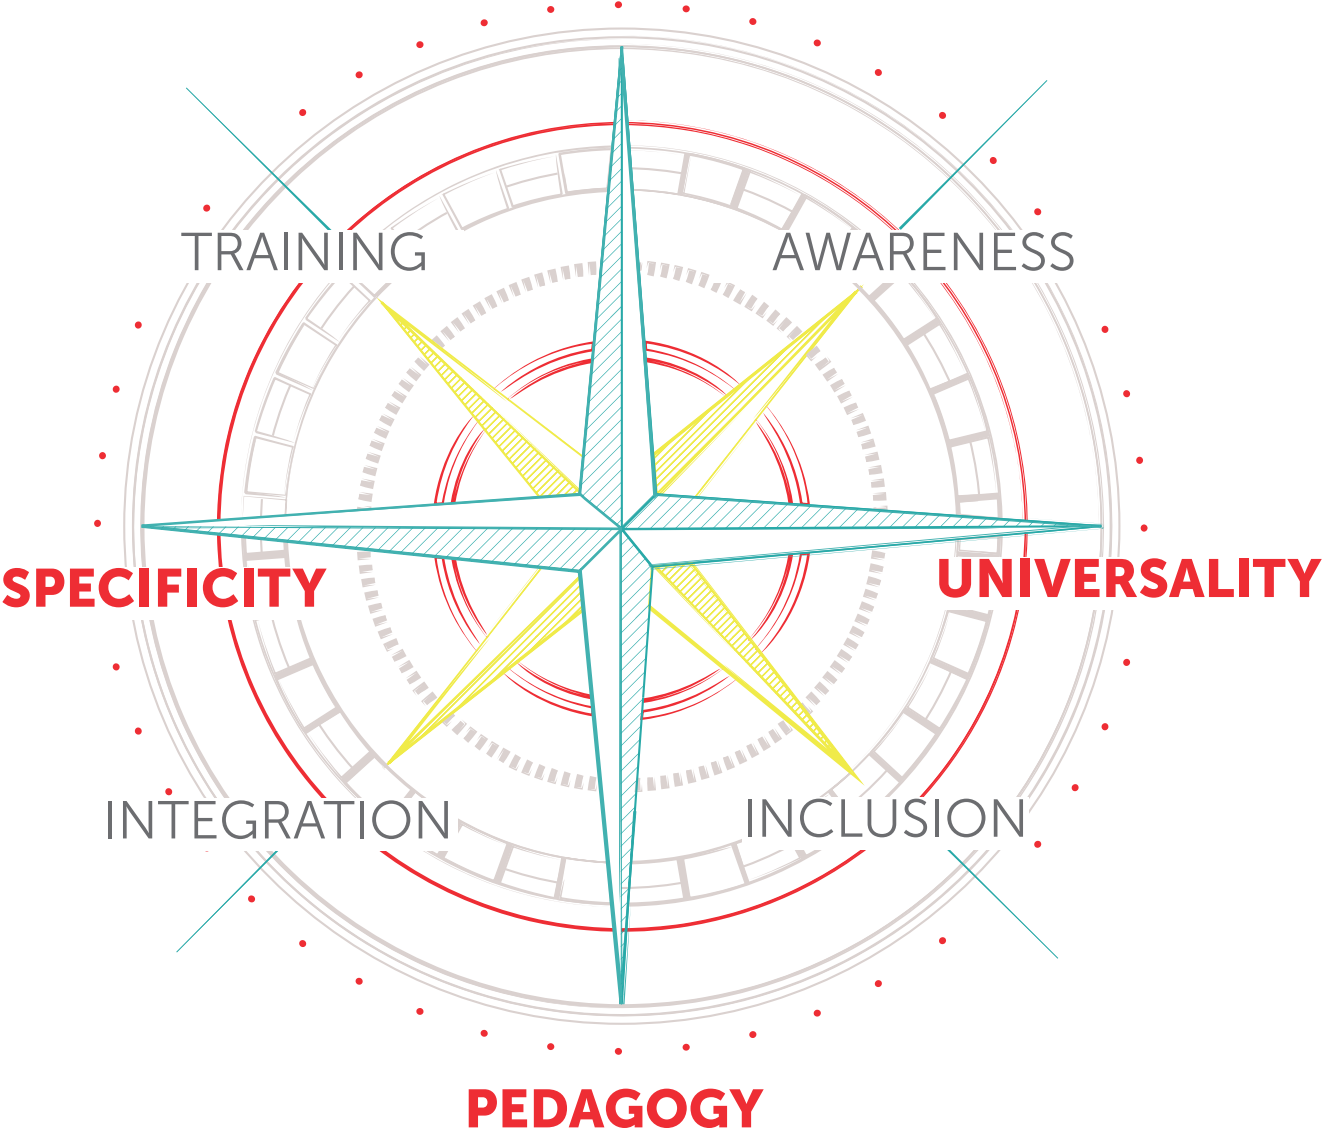 TRAINING
AWARENESS
SPECIFICITY
UNIVERSALITY
INTEGRATION
INCLUSION
PEDAGOGY